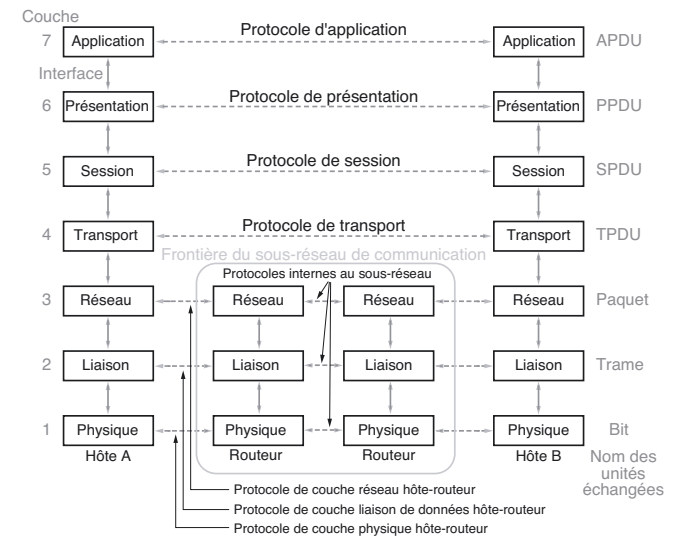 Couche
7 Application Protocole d'application Application APDU
Interface
6 Présentation Protocole de présentation Présentation PPDU
5 Session Protocole de session Session SPDU
4 Transport Protocole de transport Transport TPDU
Frontière du sous-réseau de communication
Protocoles internes au sous-réseau
3 Réseau Réseau Réseau Réseau Paquet
2 Liaison Liaison Liaison Liaison Trame
1 Physique Physique Physique Physique Bit
Hôte A Routeur Routeur Hôte B
Nom des
unités
échangées
Protocole de couche réseau hôte-routeur
Protocole de couche liaison de données hôte-routeur
Protocole de couche physique hôte-routeur